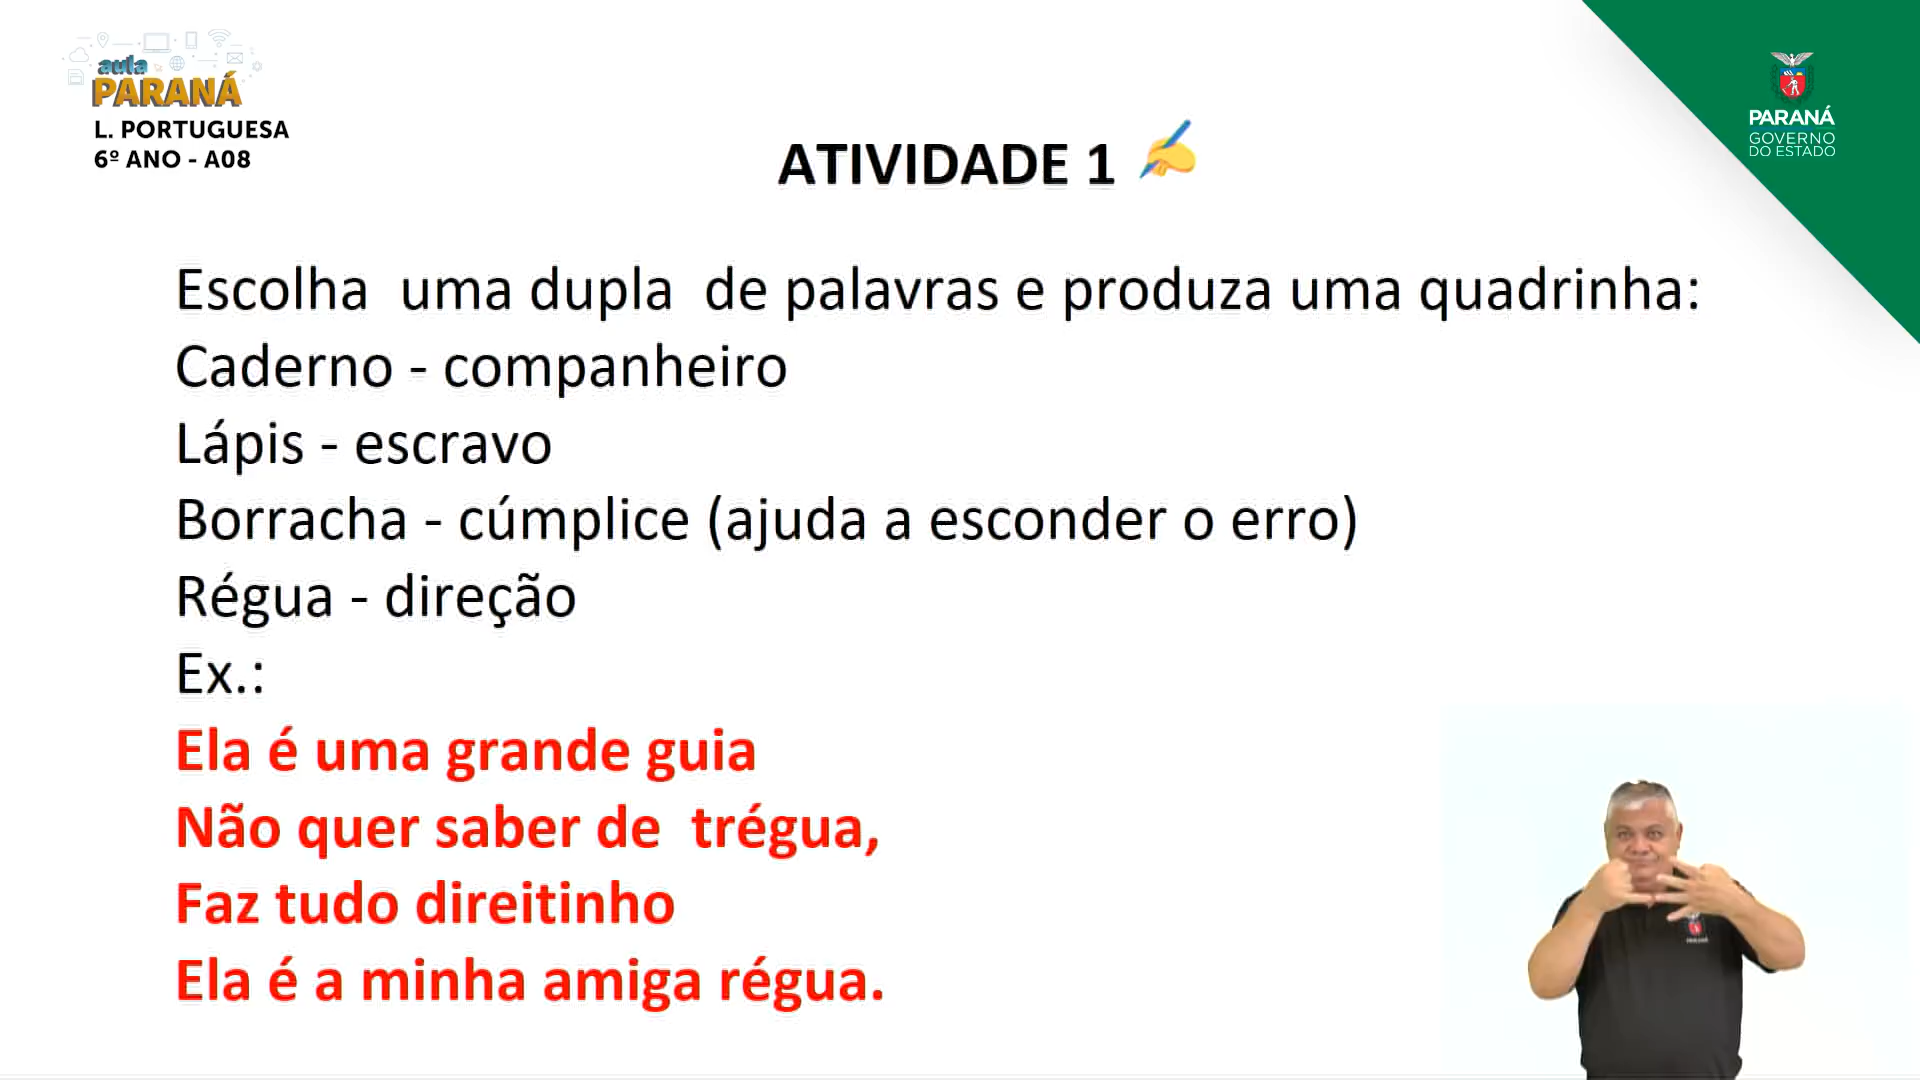 aula
PARANÁ
L. PORTUGUESA
6º ANO - A08
PARANÁ
GOVERNO
DO ESTADO
ATIVIDADE 1
Escolha uma dupla de palavras e produza uma quadrinha:
Caderno - companheiro
Lápis - escravo
Borracha - cúmplice (ajuda a esconder o erro)
Régua - direção
Ex.:
Ela é uma grande guia
Não quer saber de trégua,
Faz tudo direitinho
Ela é a minha amiga régua.